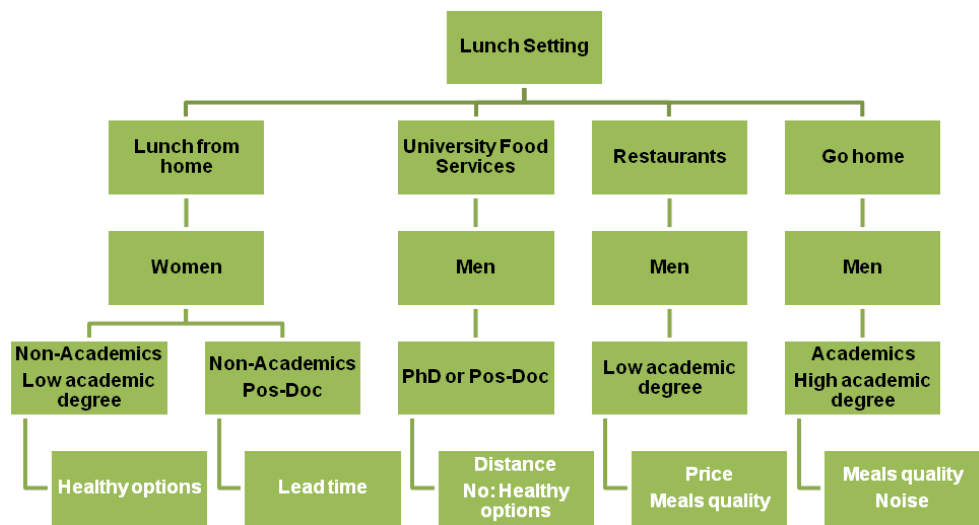 Lunch Setting
Lunch from
home
University Food
Services
Restaurants
Go home
Women
Men
Men
Men
Non-Academics
Low academic
degree
Non-Academics
Pos-Doc
PhD or Pos-Doc
Low academic
degree
Academics
High academic
degree
Healthy options
Lead time
Distance
No: Healthy
options
Price
Meals quality
Meals quality
Noise